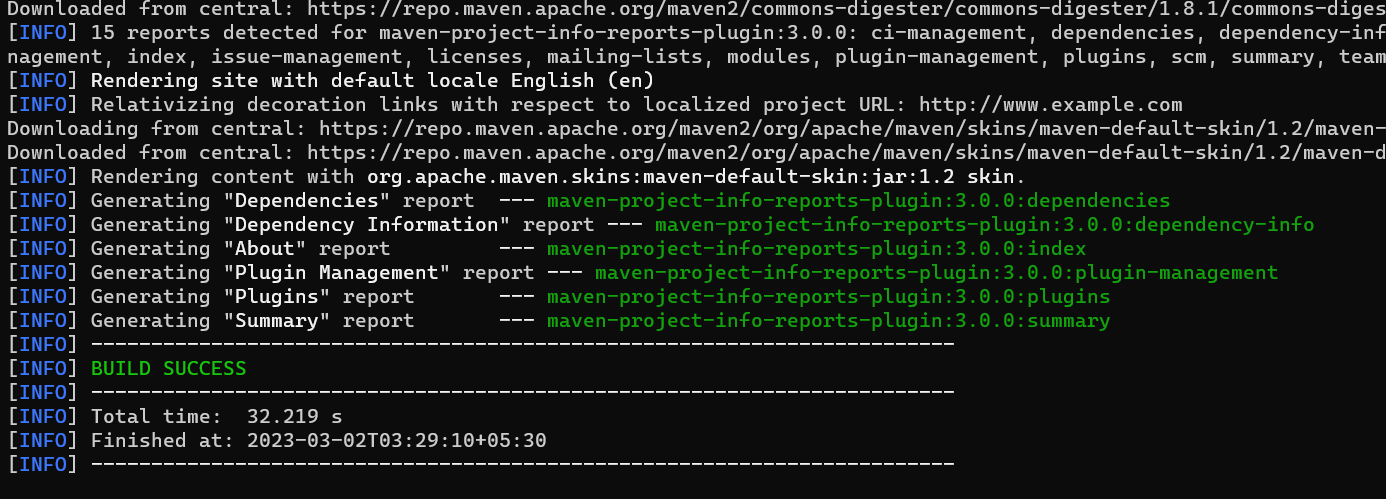 Downloaded from central: https://repo.maven.apache.org/maven2/commons-digester/commons-digester/1.8.1/commons-diges
[INFO] 15 reports detected for maven-project-info-reports-plugin:3.0.0: ci-management, dependencies, dependency-inf
nagement, index, issue-management, licenses, mailing-lists, modules, plugin-management, plugins, scm, summary, team
[INFO] Rendering site with default locale English (en)
[INFO] Relativizing decoration links with respect to localized project URL: http://www.example.com
Downloading from central: https://repo.maven.apache.org/maven2/org/apache/maven/skins/maven-default-skin/1.2/maven-
Downloaded from central: https://repo.maven.apache.org/maven2/org/apache/maven/skins/maven-default-skin/1.2/maven-d
[INFO] Rendering content with org.apache.maven.skins:maven-default-skin:jar:1.2 skin.
[INFO] Generating "Dependencies" report  --- maven-project-info-reports-plugin:3.0.0:dependencies
[INFO] Generating "Dependency Information" report --- maven-project-info-reports-plugin:3.0.0:dependency-info
[INFO] Generating "About" report         --- maven-project-info-reports-plugin:3.0.0:index
[INFO] Generating "Plugin Management" report --- maven-project-info-reports-plugin:3.0.0:plugin-management
[INFO] Generating "Plugins" report       --- maven-project-info-reports-plugin:3.0.0:plugins
[INFO] Generating "Summary" report       --- maven-project-info-reports-plugin:3.0.0:summary
[INFO] ------------------------------------------------------------------------
[INFO] BUILD SUCCESS
[INFO] ------------------------------------------------------------------------
[INFO] Total time:  32.219 s
[INFO] Finished at: 2023-03-02T03:29:10+05:30
[INFO] ------------------------------------------------------------------------